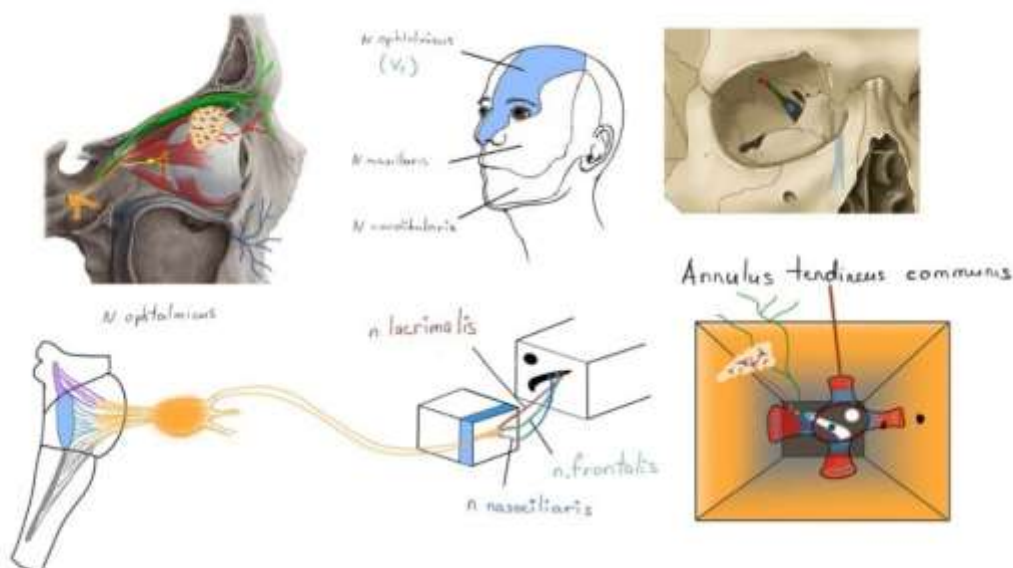 N ophtalmicus
(V₁)
N maxillaris
N mandibularis
Annulus tendineus communis
N ophtalmicus
n lacrimalis
n. frontalis
n nasociliaris